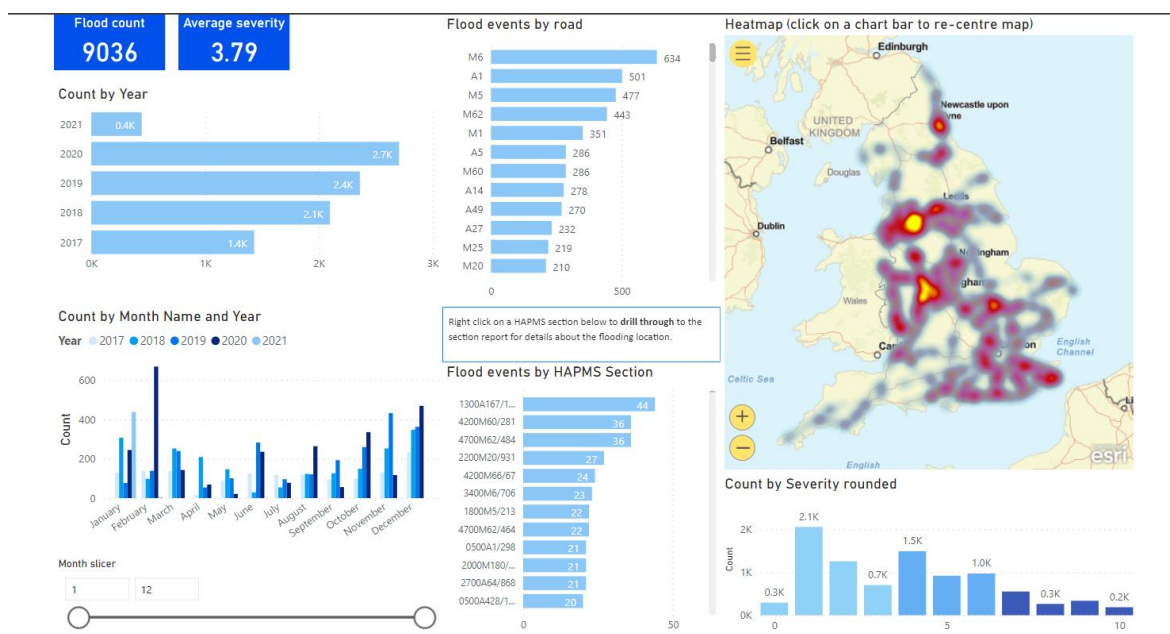 Flood count
9036
Average severity
3.79
Count by Year
2021
0.4K
2020
2.7K
2019
2.4K
2018
2.1K
2017
1.4K
0K
1K
2K
3K
Count by Month Name and Year
Year
2017
2018
2019
2020
2021
Count
600
400
200
0
January
February
March
April
May
June
July
August
September
October
November
December
Month slicer
1
12
Flood events by road
M6
634
A1
501
M5
477
M62
443
M1
351
A5
286
M60
286
A14
278
A49
270
A27
232
M25
219
M20
210
0
500
Right click on a HAPMS section below to drill through to the
section report for details about the flooding location.
Flood events by HAPMS Section
1300A167/1...
44
4200M60/281
36
4700M62/484
36
2200M20/931
27
4200M66/67
24
3400M6/706
23
1800M5/213
22
4700M62/464
22
0500A1/298
21
2000M180/...
21
2700A64/868
21
0500A428/1...
20
0
50
Heatmap (click on a chart bar to re-centre map)
Edinburgh
Newcastle upon
UNITED
KINGDOM
Belfast
Douglas
Leeds
Dublin
Wales
English
Channel
Celtic Sea
English
esri
+
−
Count by Severity rounded
Count
2K
1K
0K
0.3K
2.1K
0.7K
1.5K
1.0K
0.3K
0.2K
0
5
10